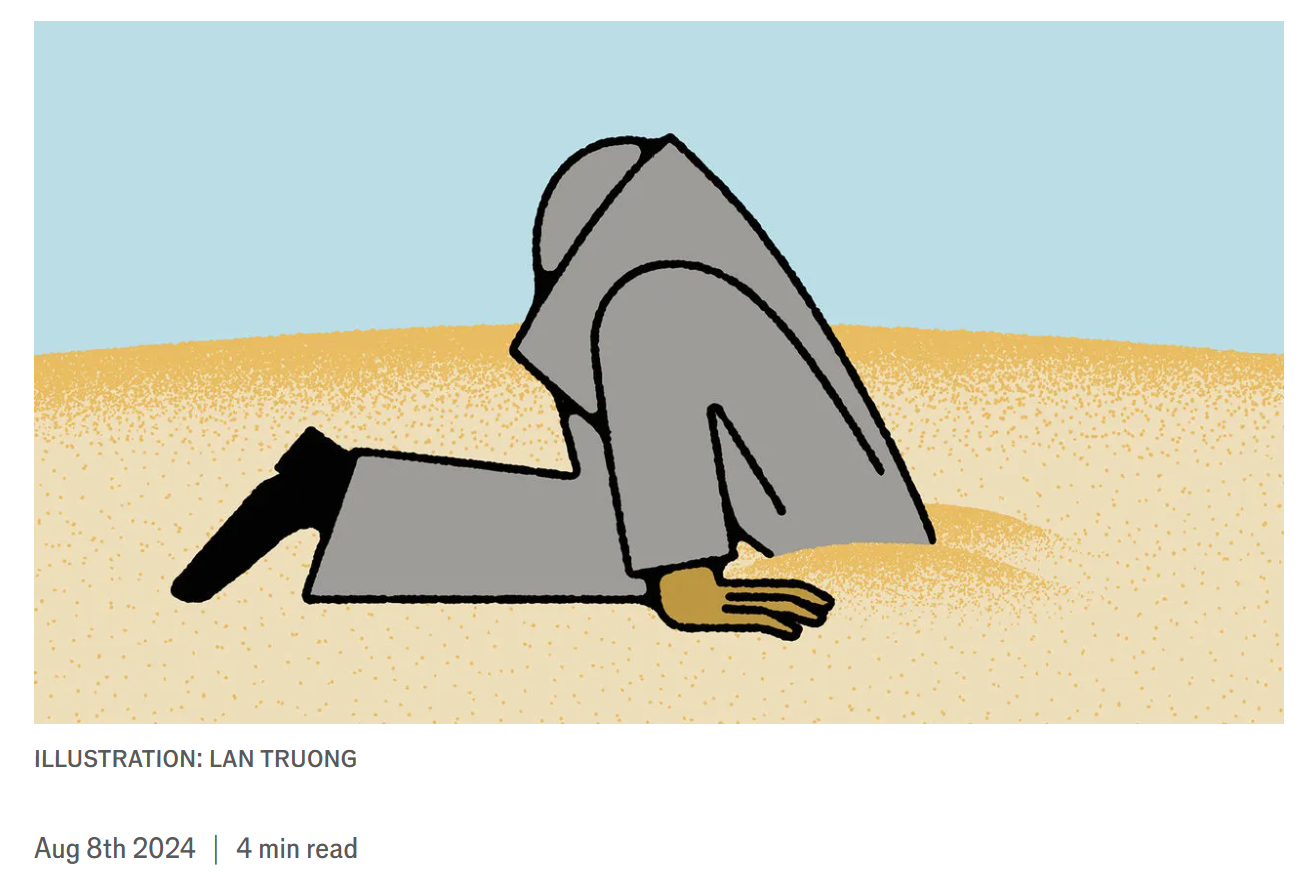 ILLUSTRATION: LAN TRUONG
Aug 8th 2024 | 4 min read